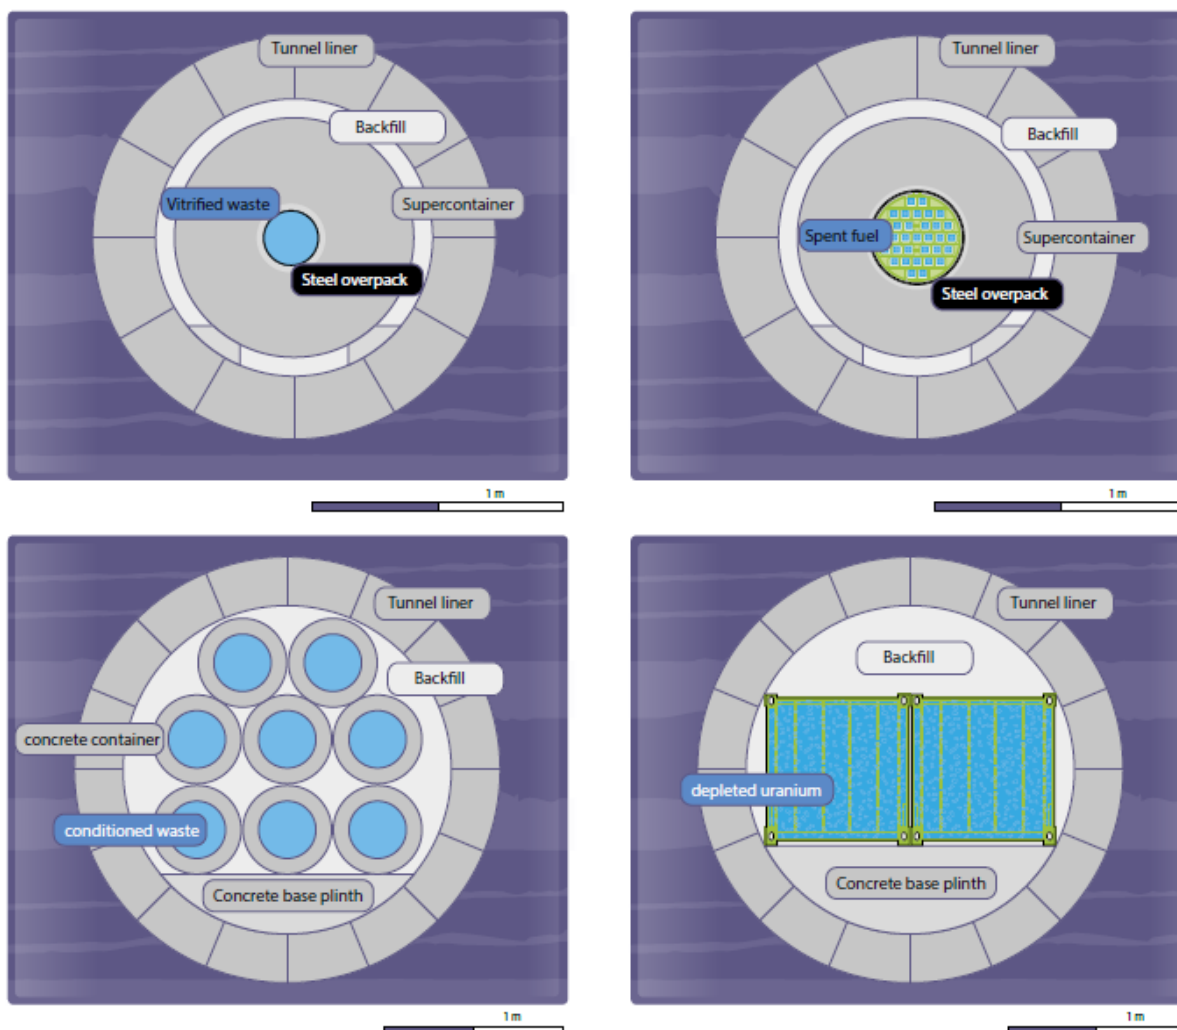 Tunnel liner
Backfill
Vitrified waste
Supercontainer
Steel overpack
1 m
Tunnel liner
Backfill
Spent fuel
Supercontainer
Steel overpack
1 m
Tunnel liner
Backfill
concrete container
conditioned waste
Concrete base plinth
1 m
Tunnel liner
Backfill
depleted uranium
Concrete base plinth
1 m